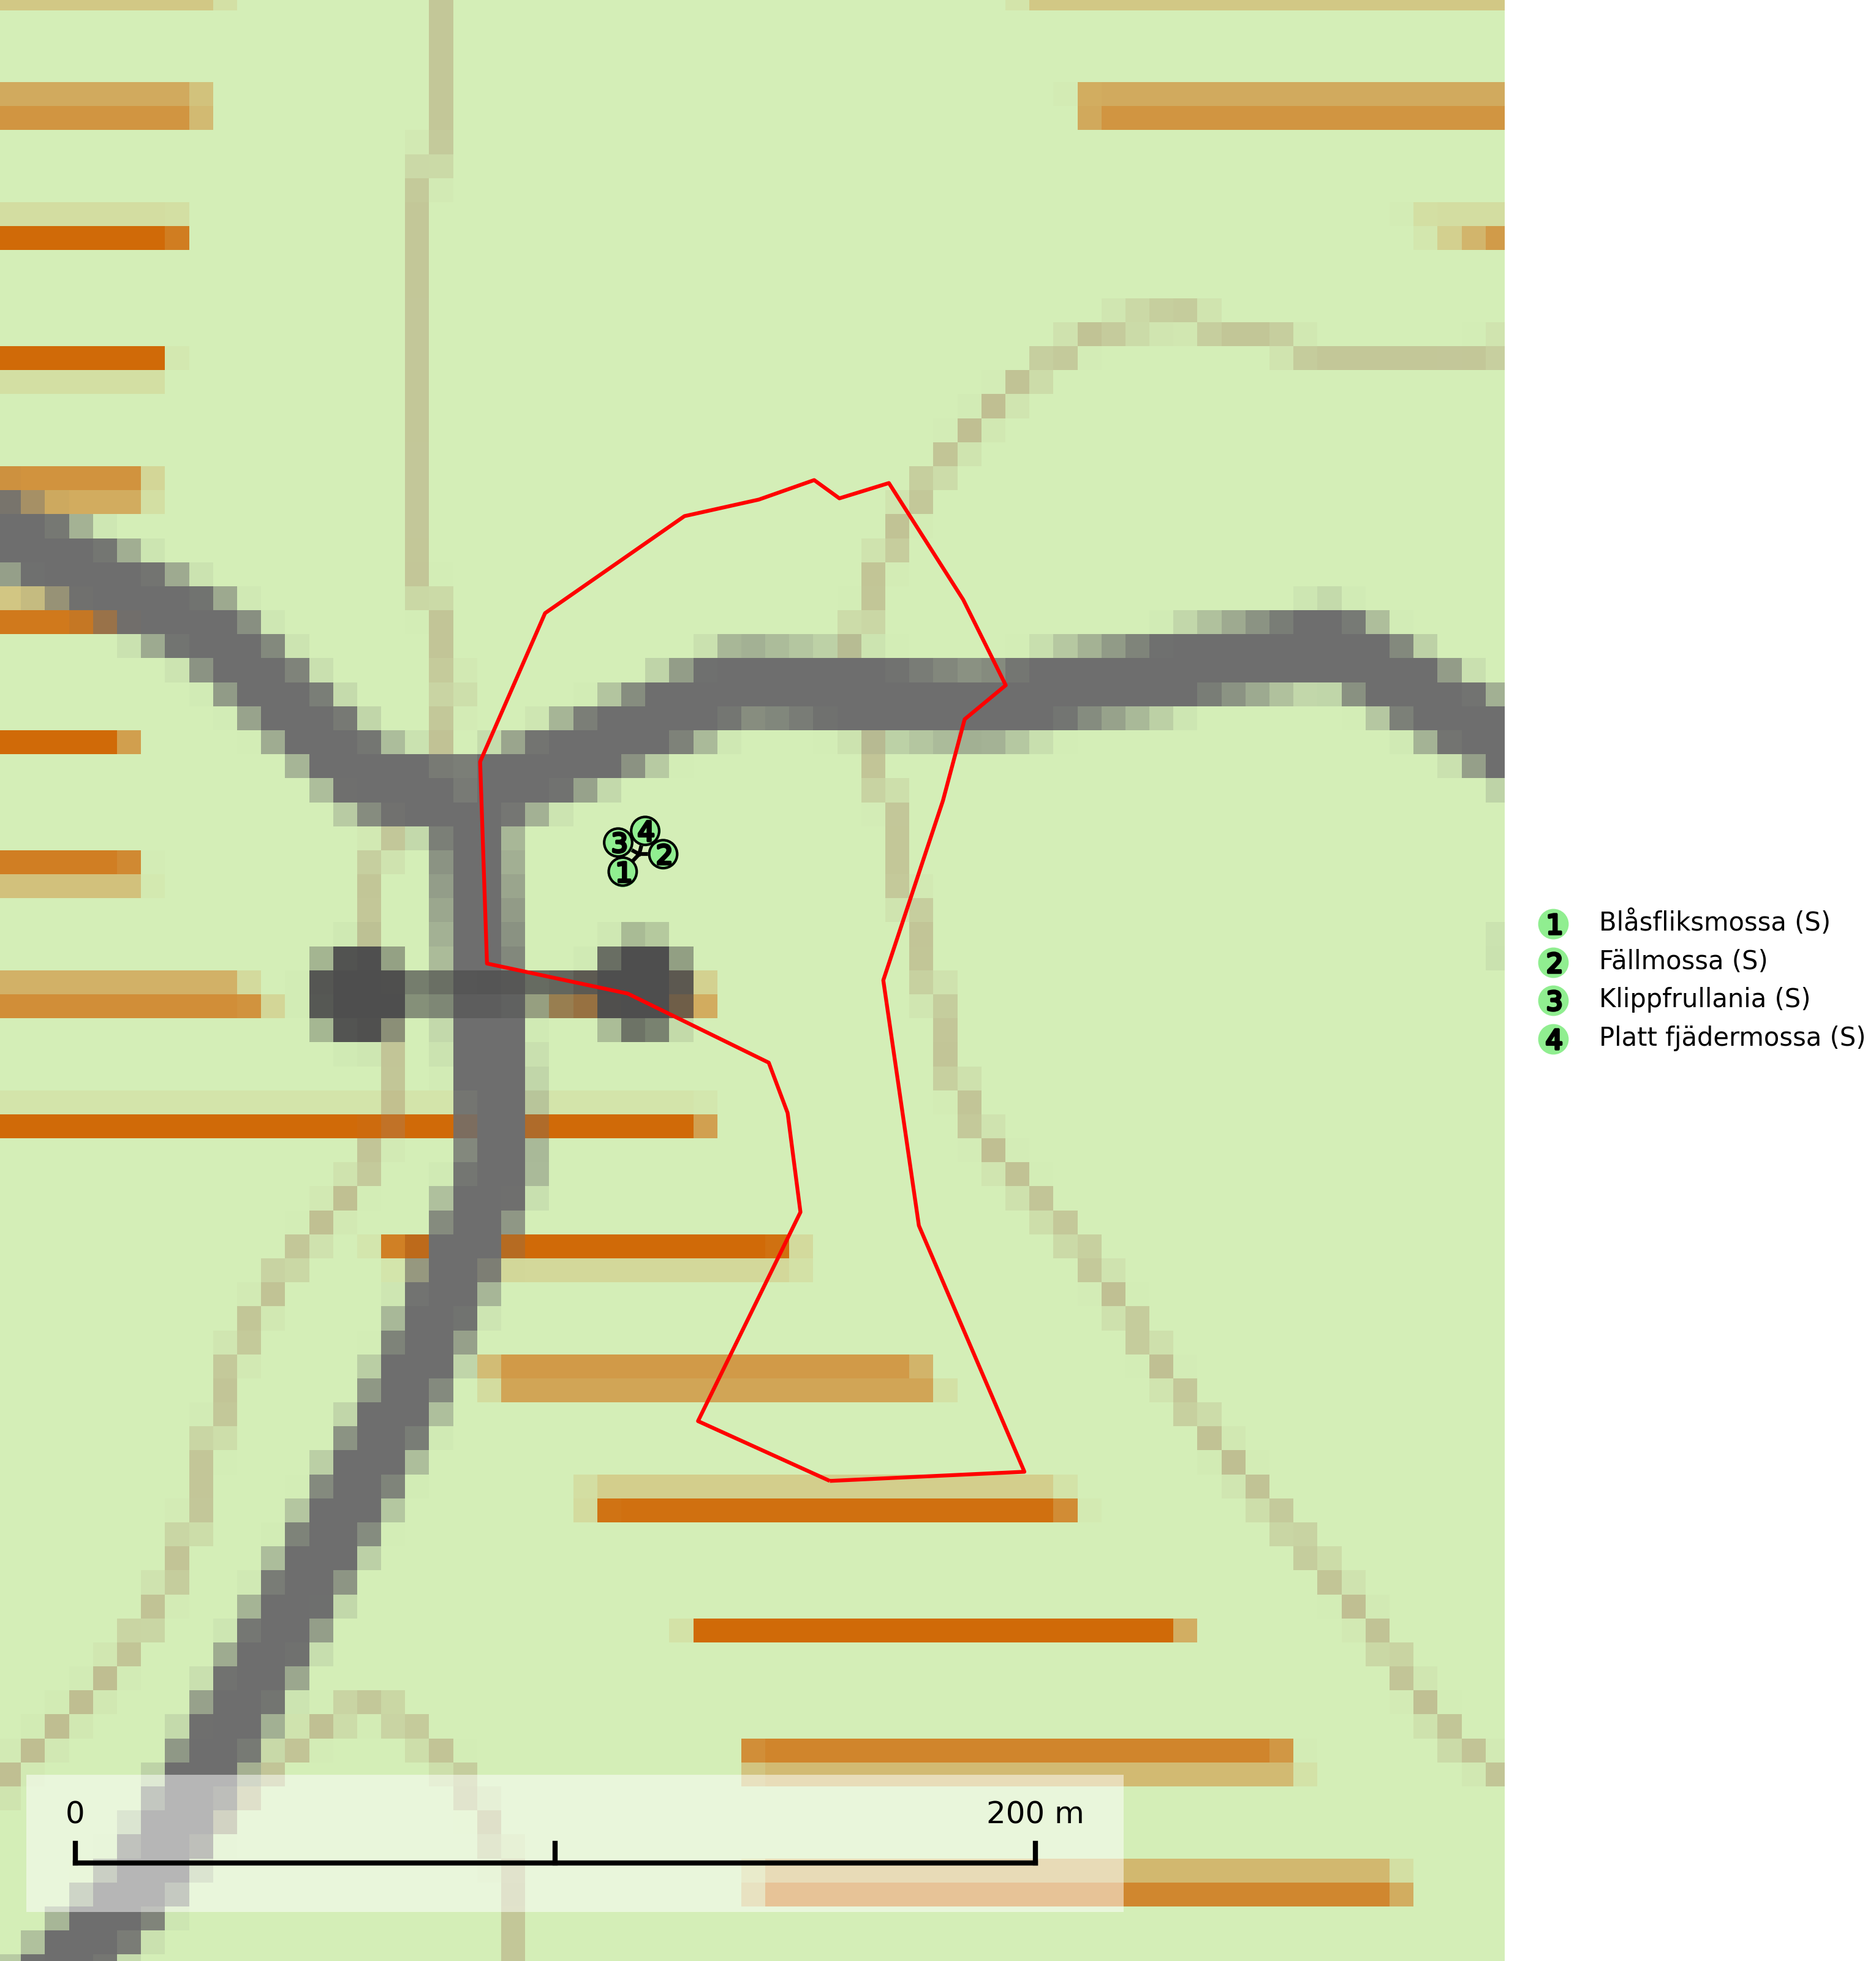 3 4
2
1
1 Blåsfliksmossa (S)
2 Fällmossa (S)
3 Klippfrullania (S)
4 Platt fjädermossa (S)
0 200 m